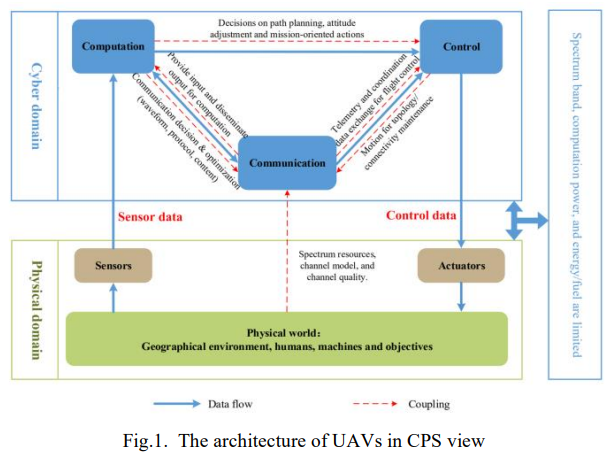 Cyber domain
Computation
Decisions on path planning, attitude
adjustment and mission-oriented actions
Control
Provide input and disseminate
output for computation
Communication decision & optimization
(waveform, protocol, content)
Telemetry and coordination
data exchange for flight control
Motion for topology/
connectivity maintenance
Communication
Sensor data
Control data
Physical domain
Sensors
Spectrum resources,
channel model, and
channel quality.
Actuators
Physical world:
Geographical environment, humans, machines and objectives
Data flow
Coupling
Spectrum band, computation power,
and energy/fuel are limited
Fig.1. The architecture of UAVs in CPS view